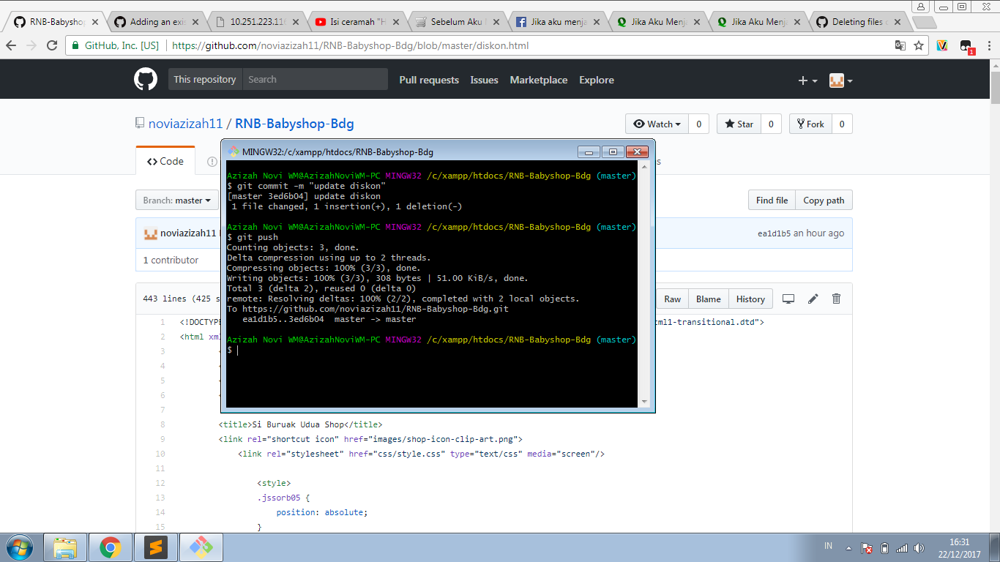 RNB-Babyshop
Adding an exi
10.251.223.116
Isi ceramah "H
Sebelum Aku
Jika aku menja
Jika Aku Menj
Jika Aku Menj
Deleting files
GitHub, Inc. [US]
https://github.com/noviazizah11/RNB-Babyshop-Bdg/blob/master/diskon.html
1
This repository
Search
Pull requests
Issues
Marketplace
Explore
noviazizah11 / RNB-Babyshop-Bdg
Watch 0
Star 0
Fork 0
Code
Branch: master
Find file
Copy path
noviazizah11
ea1d1b5 an hour ago
1 contributor
443 lines (425 s
Raw
Blame
History
MINGW32:/c/xampp/htdocs/RNB-Babyshop-Bdg
Azizah Novi WM@AzizahNoviWM-PC MINGW32 /c/xampp/htdocs/RNB-Babyshop-Bdg (master)
$ git commit -m "update diskon"
[master 3ed6b04] update diskon
1 file changed, 1 insertion(+), 1 deletion(-)
Azizah Novi WM@AzizahNoviWM-PC MINGW32 /c/xampp/htdocs/RNB-Babyshop-Bdg (master)
$ git push
Counting objects: 3, done.
Delta compression using up to 2 threads.
Compressing objects: 100% (3/3), done.
Writing objects: 100% (3/3), 308 bytes | 51.00 KiB/s, done.
Total 3 (delta 2), reused 0 (delta 0)
remote: Resolving deltas: 100% (2/2), completed with 2 local objects.
To https://github.com/noviazizah11/RNB-Babyshop-Bdg.git
ea1d1b5..3ed6b04 master -> master
Azizah Novi WM@AzizahNoviWM-PC MINGW32 /c/xampp/htdocs/RNB-Babyshop-Bdg (master)
$
1 <!DOCTYPE tml1-transitional.dtd">
2 <html xml
3 <
4 <
5 <
6 <
7
8 <title>Si Buruak Udua Shop</title>
9 <link rel="shortcut icon" href="images/shop-icon-clip-art.png">
10 <link rel="stylesheet" href="css/style.css" type="text/css" media="screen"/>
11
12 <style>
13 .jssorb05 {
14 position: absolute;
15 }
IN
16:31
22/12/2017